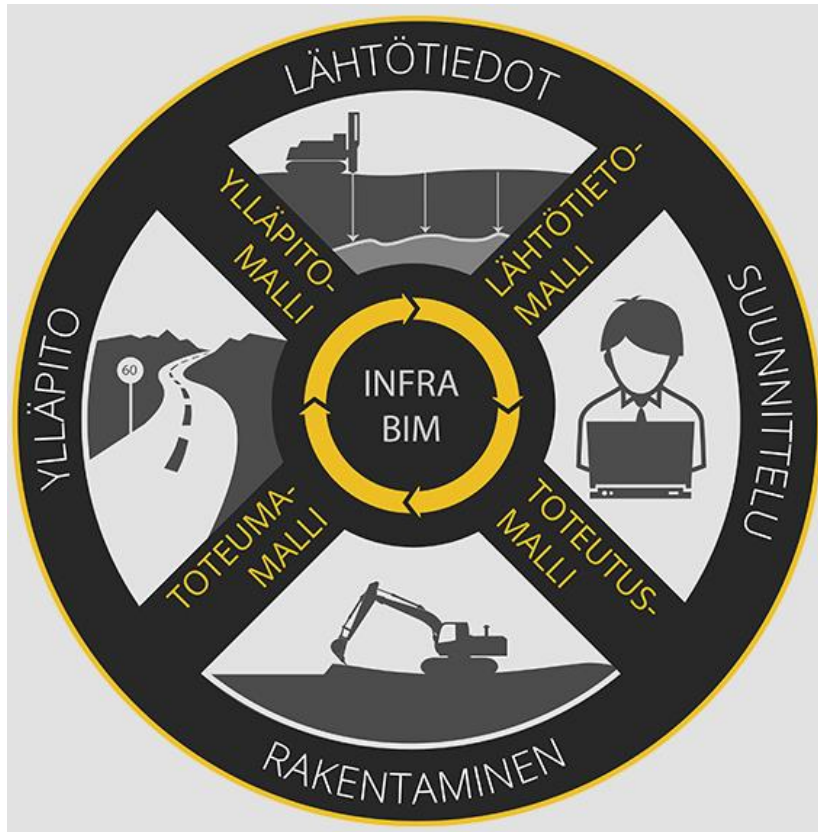 LÄHTÖTIEDOT
YLLÄPITO-
MALLI
LÄHTÖTIETO-
MALLI
SUUNNITTELU
YLLÄPITO
60
INFRA
BIM
TOTEUMA-
MALLI
TOTEUTUS-
MALLI
RAKENTAMINEN